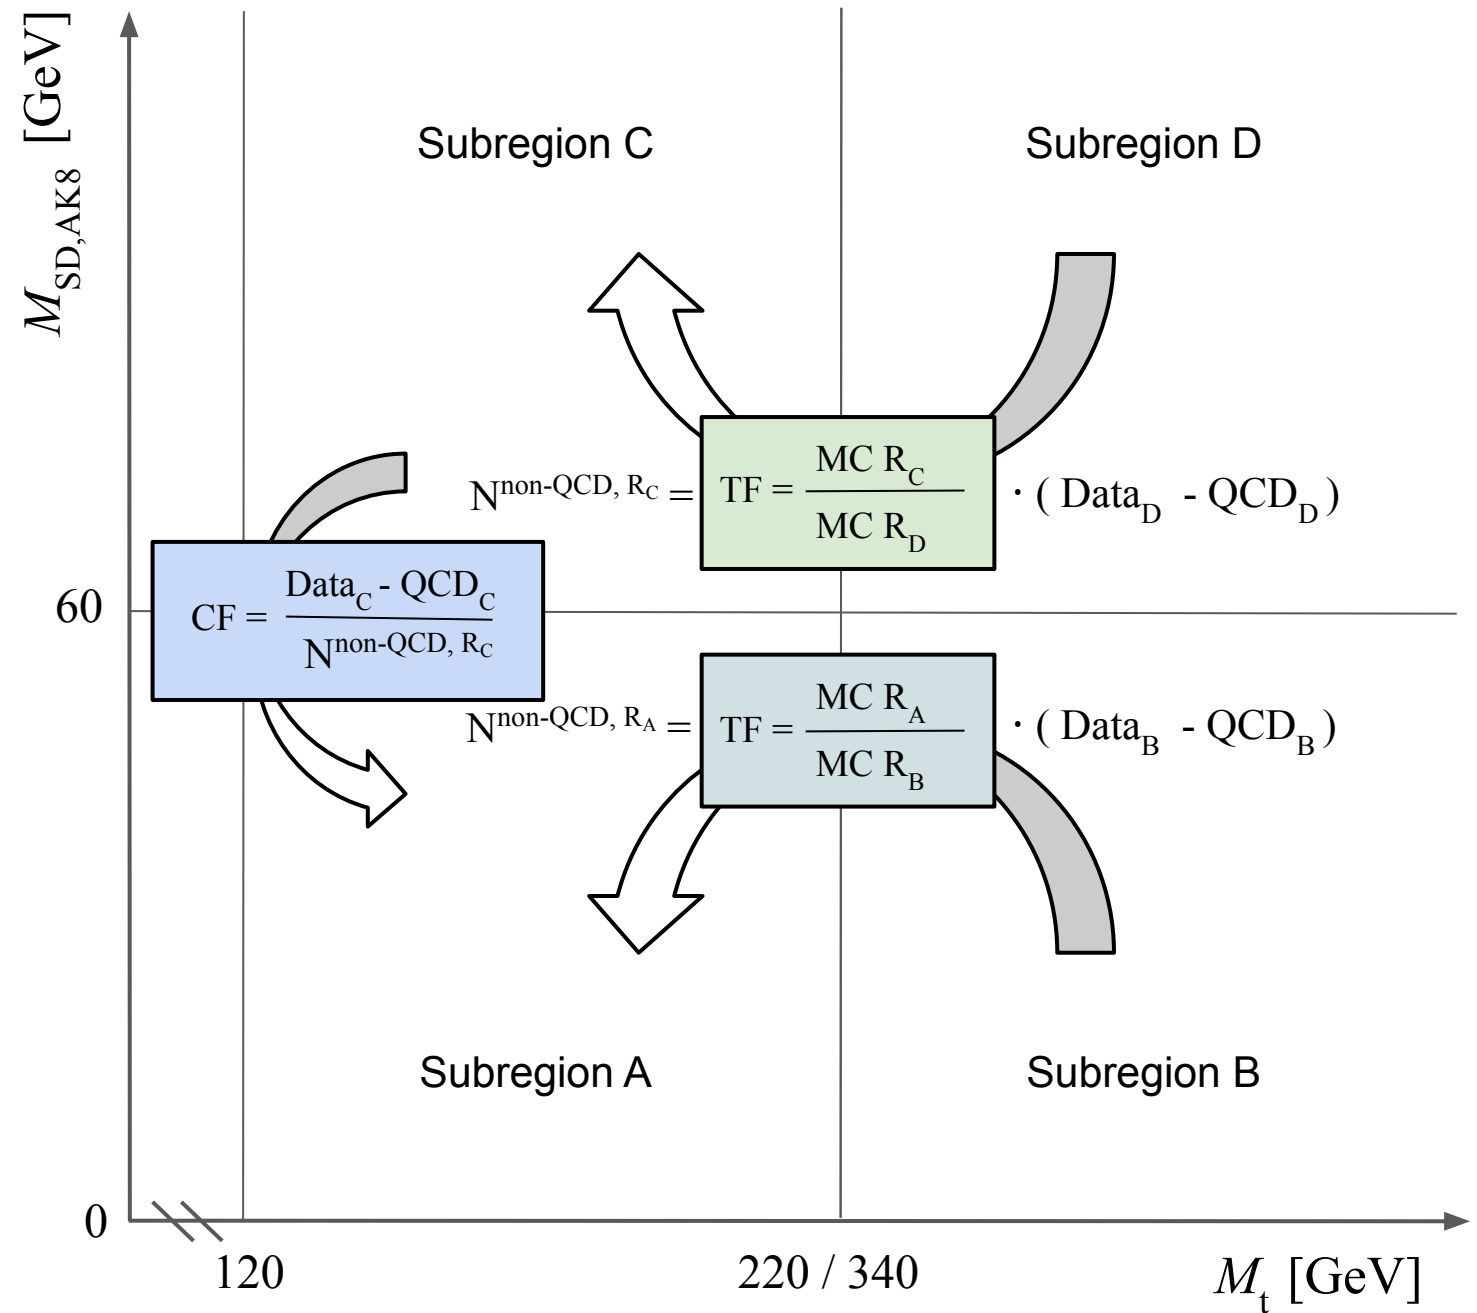 M_SD,AK8 [GeV]
Subregion C
Subregion D
N^non-QCD, R_C = TF = MC R_C / MC R_D · ( Data_D - QCD_D )
60
CF = Data_C - QCD_C / N^non-QCD, R_C
N^non-QCD, R_A = TF = MC R_A / MC R_B · ( Data_B - QCD_B )
Subregion A
Subregion B
0
120
220 / 340
M_t [GeV]